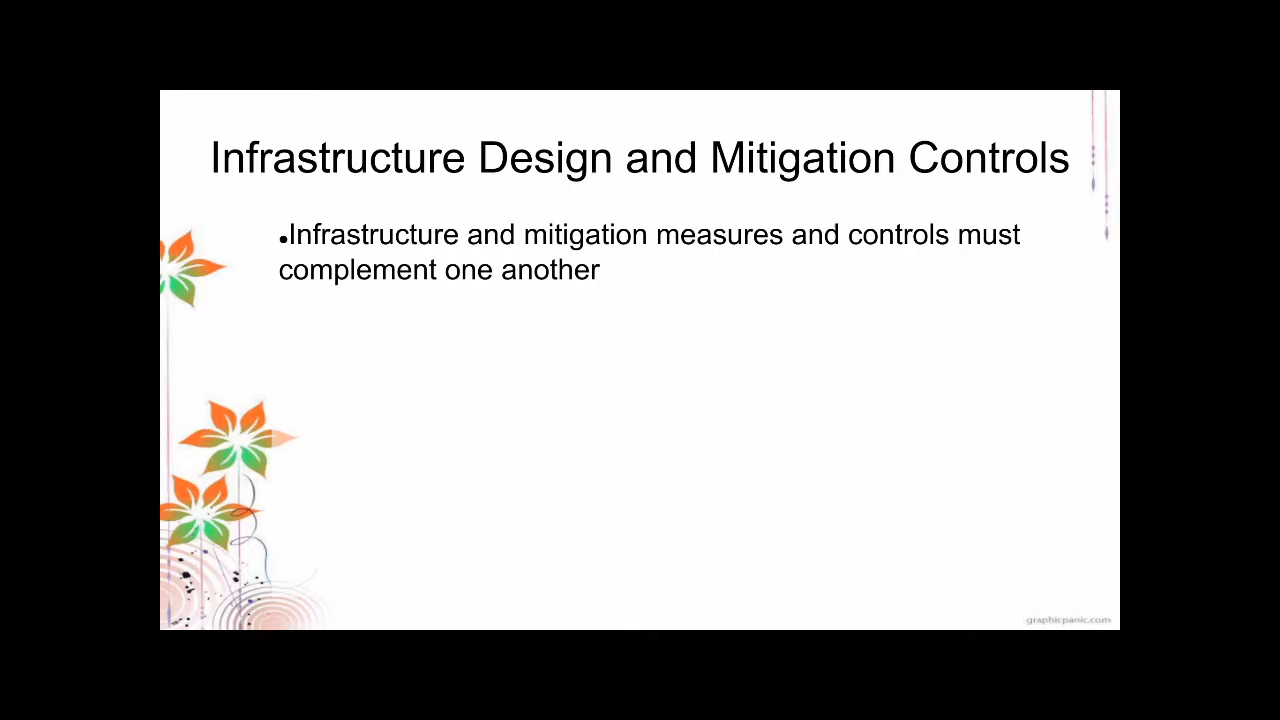 Infrastructure Design and Mitigation Controls
●Infrastructure and mitigation measures and controls must
complement one another
graphicpanic.com